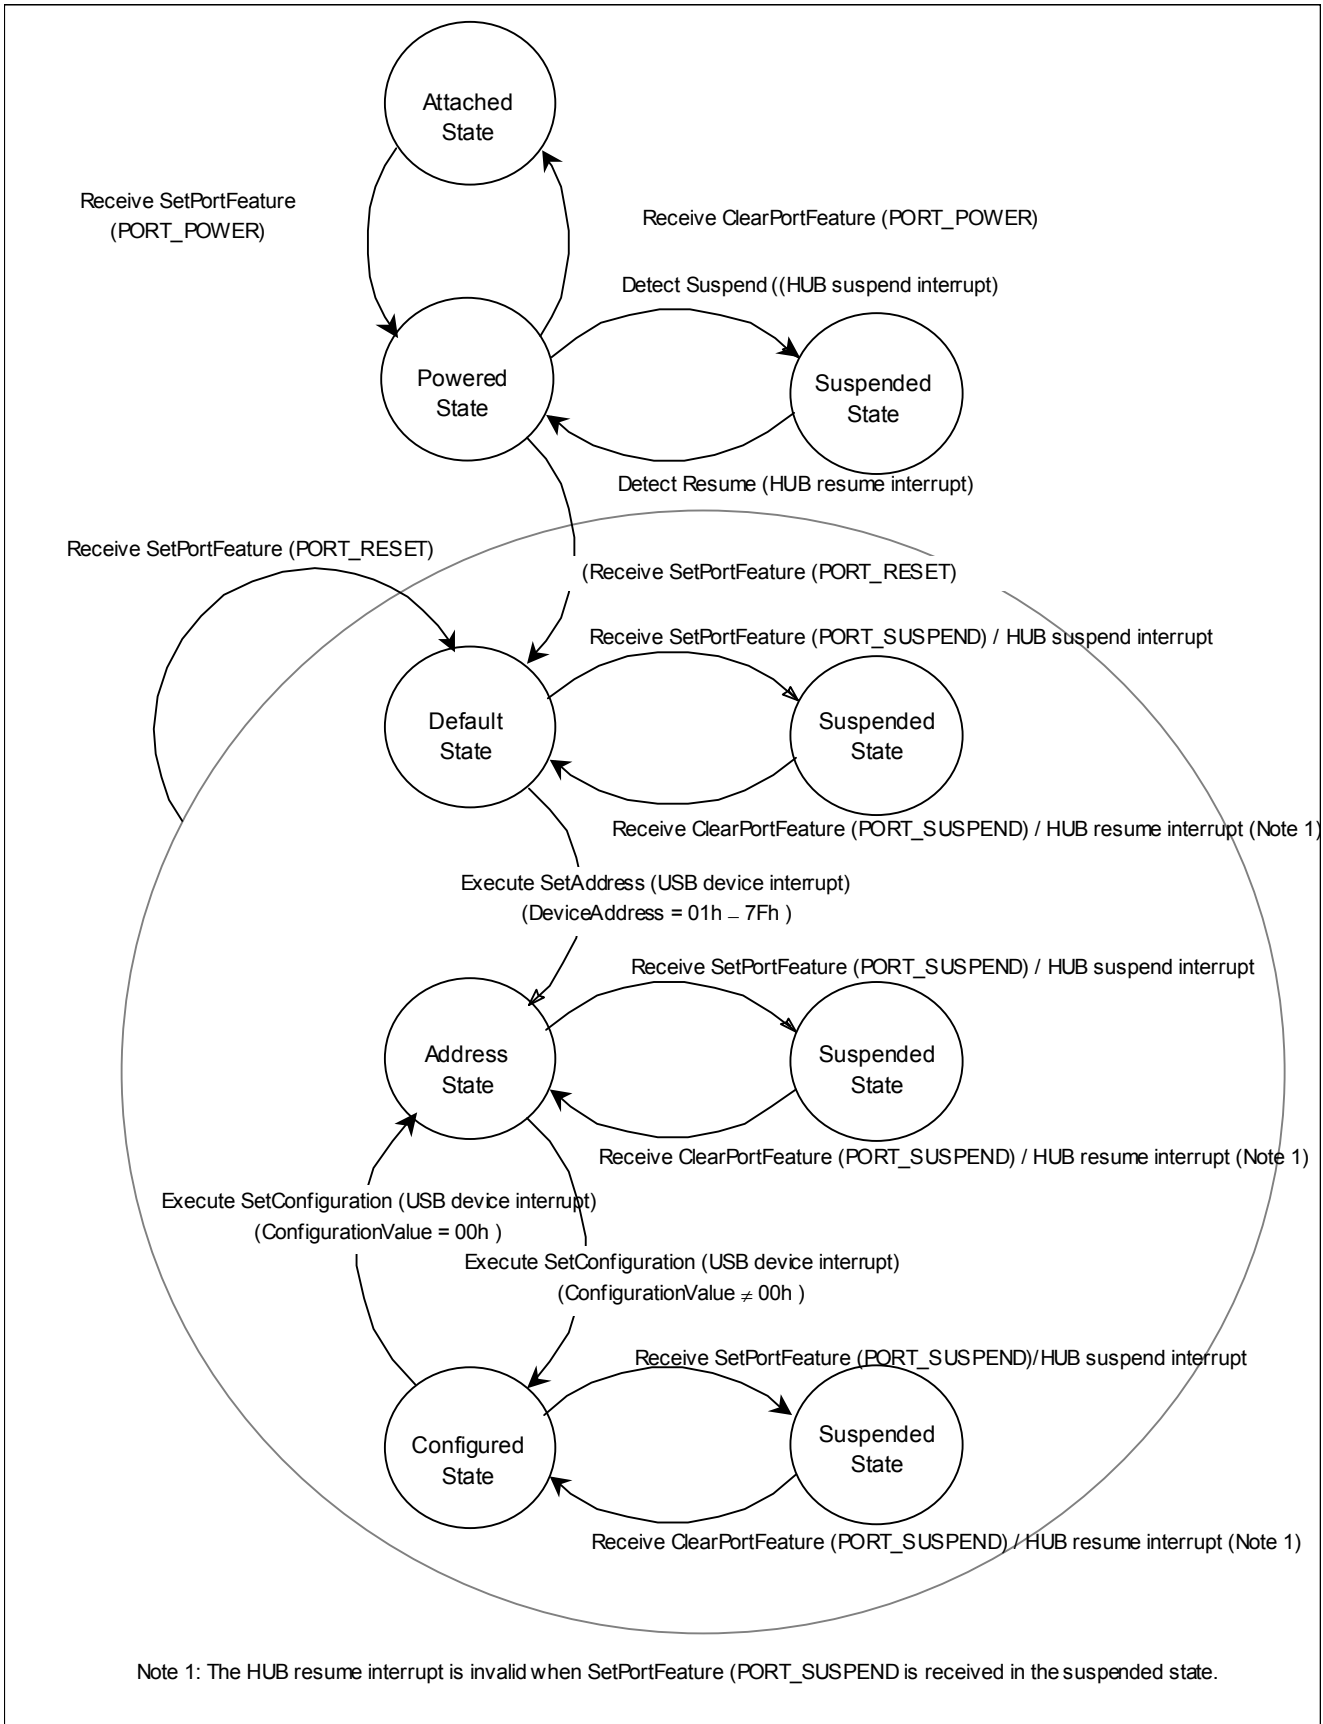 Attached
State
Receive SetPortFeature
(PORT_POWER)
Receive ClearPortFeature (PORT_POWER)
Detect Suspend ((HUB suspend interrupt)
Powered
State
Suspended
State
Detect Resume (HUB resume interrupt)
Receive SetPortFeature (PORT_RESET)
(Receive SetPortFeature (PORT_RESET)
Receive SetPortFeature (PORT_SUSPEND) / HUB suspend interrupt
Default
State
Suspended
State
Receive ClearPortFeature (PORT_SUSPEND) / HUB resume interrupt (Note 1)
Execute SetAddress (USB device interrupt)
(DeviceAddress = 01h – 7Fh )
Receive SetPortFeature (PORT_SUSPEND) / HUB suspend interrupt
Address
State
Suspended
State
Receive ClearPortFeature (PORT_SUSPEND) / HUB resume interrupt (Note 1)
Execute SetConfiguration (USB device interrupt)
(ConfigurationValue = 00h )
Execute SetConfiguration (USB device interrupt)
(ConfigurationValue ≠ 00h )
Receive SetPortFeature (PORT_SUSPEND)/HUB suspend interrupt
Configured
State
Suspended
State
Receive ClearPortFeature (PORT_SUSPEND) / HUB resume interrupt (Note 1)
Note 1: The HUB resume interrupt is invalid when SetPortFeature (PORT_SUSPEND is received in the suspended state.